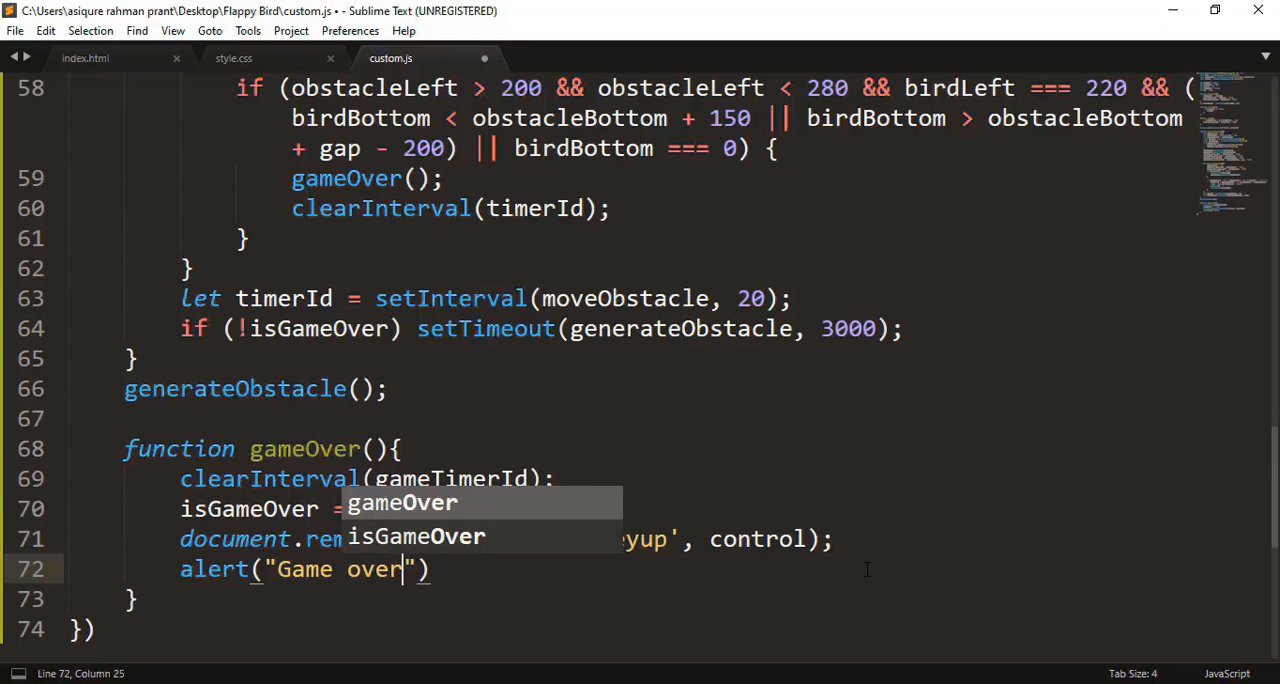 C:\Users\asiqure rahman prant\Desktop\Flappy Bird\custom.js • - Sublime Text (UNREGISTERED)
File Edit Selection Find View Goto Tools Project Preferences Help
index.html × style.css × custom.js
58 if (obstacleLeft > 200 && obstacleLeft < 280 && birdLeft === 220 && (
birdBottom < obstacleBottom + 150 || birdBottom > obstacleBottom
+ gap - 200) || birdBottom === 0) {
59 gameOver();
60 clearInterval(timerId);
61 }
62 }
63 let timerId = setInterval(moveObstacle, 20);
64 if (!isGameOver) setTimeout(generateObstacle, 3000);
65 }
66 generateObstacle();
67
68 function gameOver(){
69 clearInterval(gameTimerId);
70 isGameOver = gameOver
71 document.rem isGameOver eyup', control);
72 alert("Game over")
73 }
74 })
Line 72, Column 25 Tab Size: 4 JavaScript